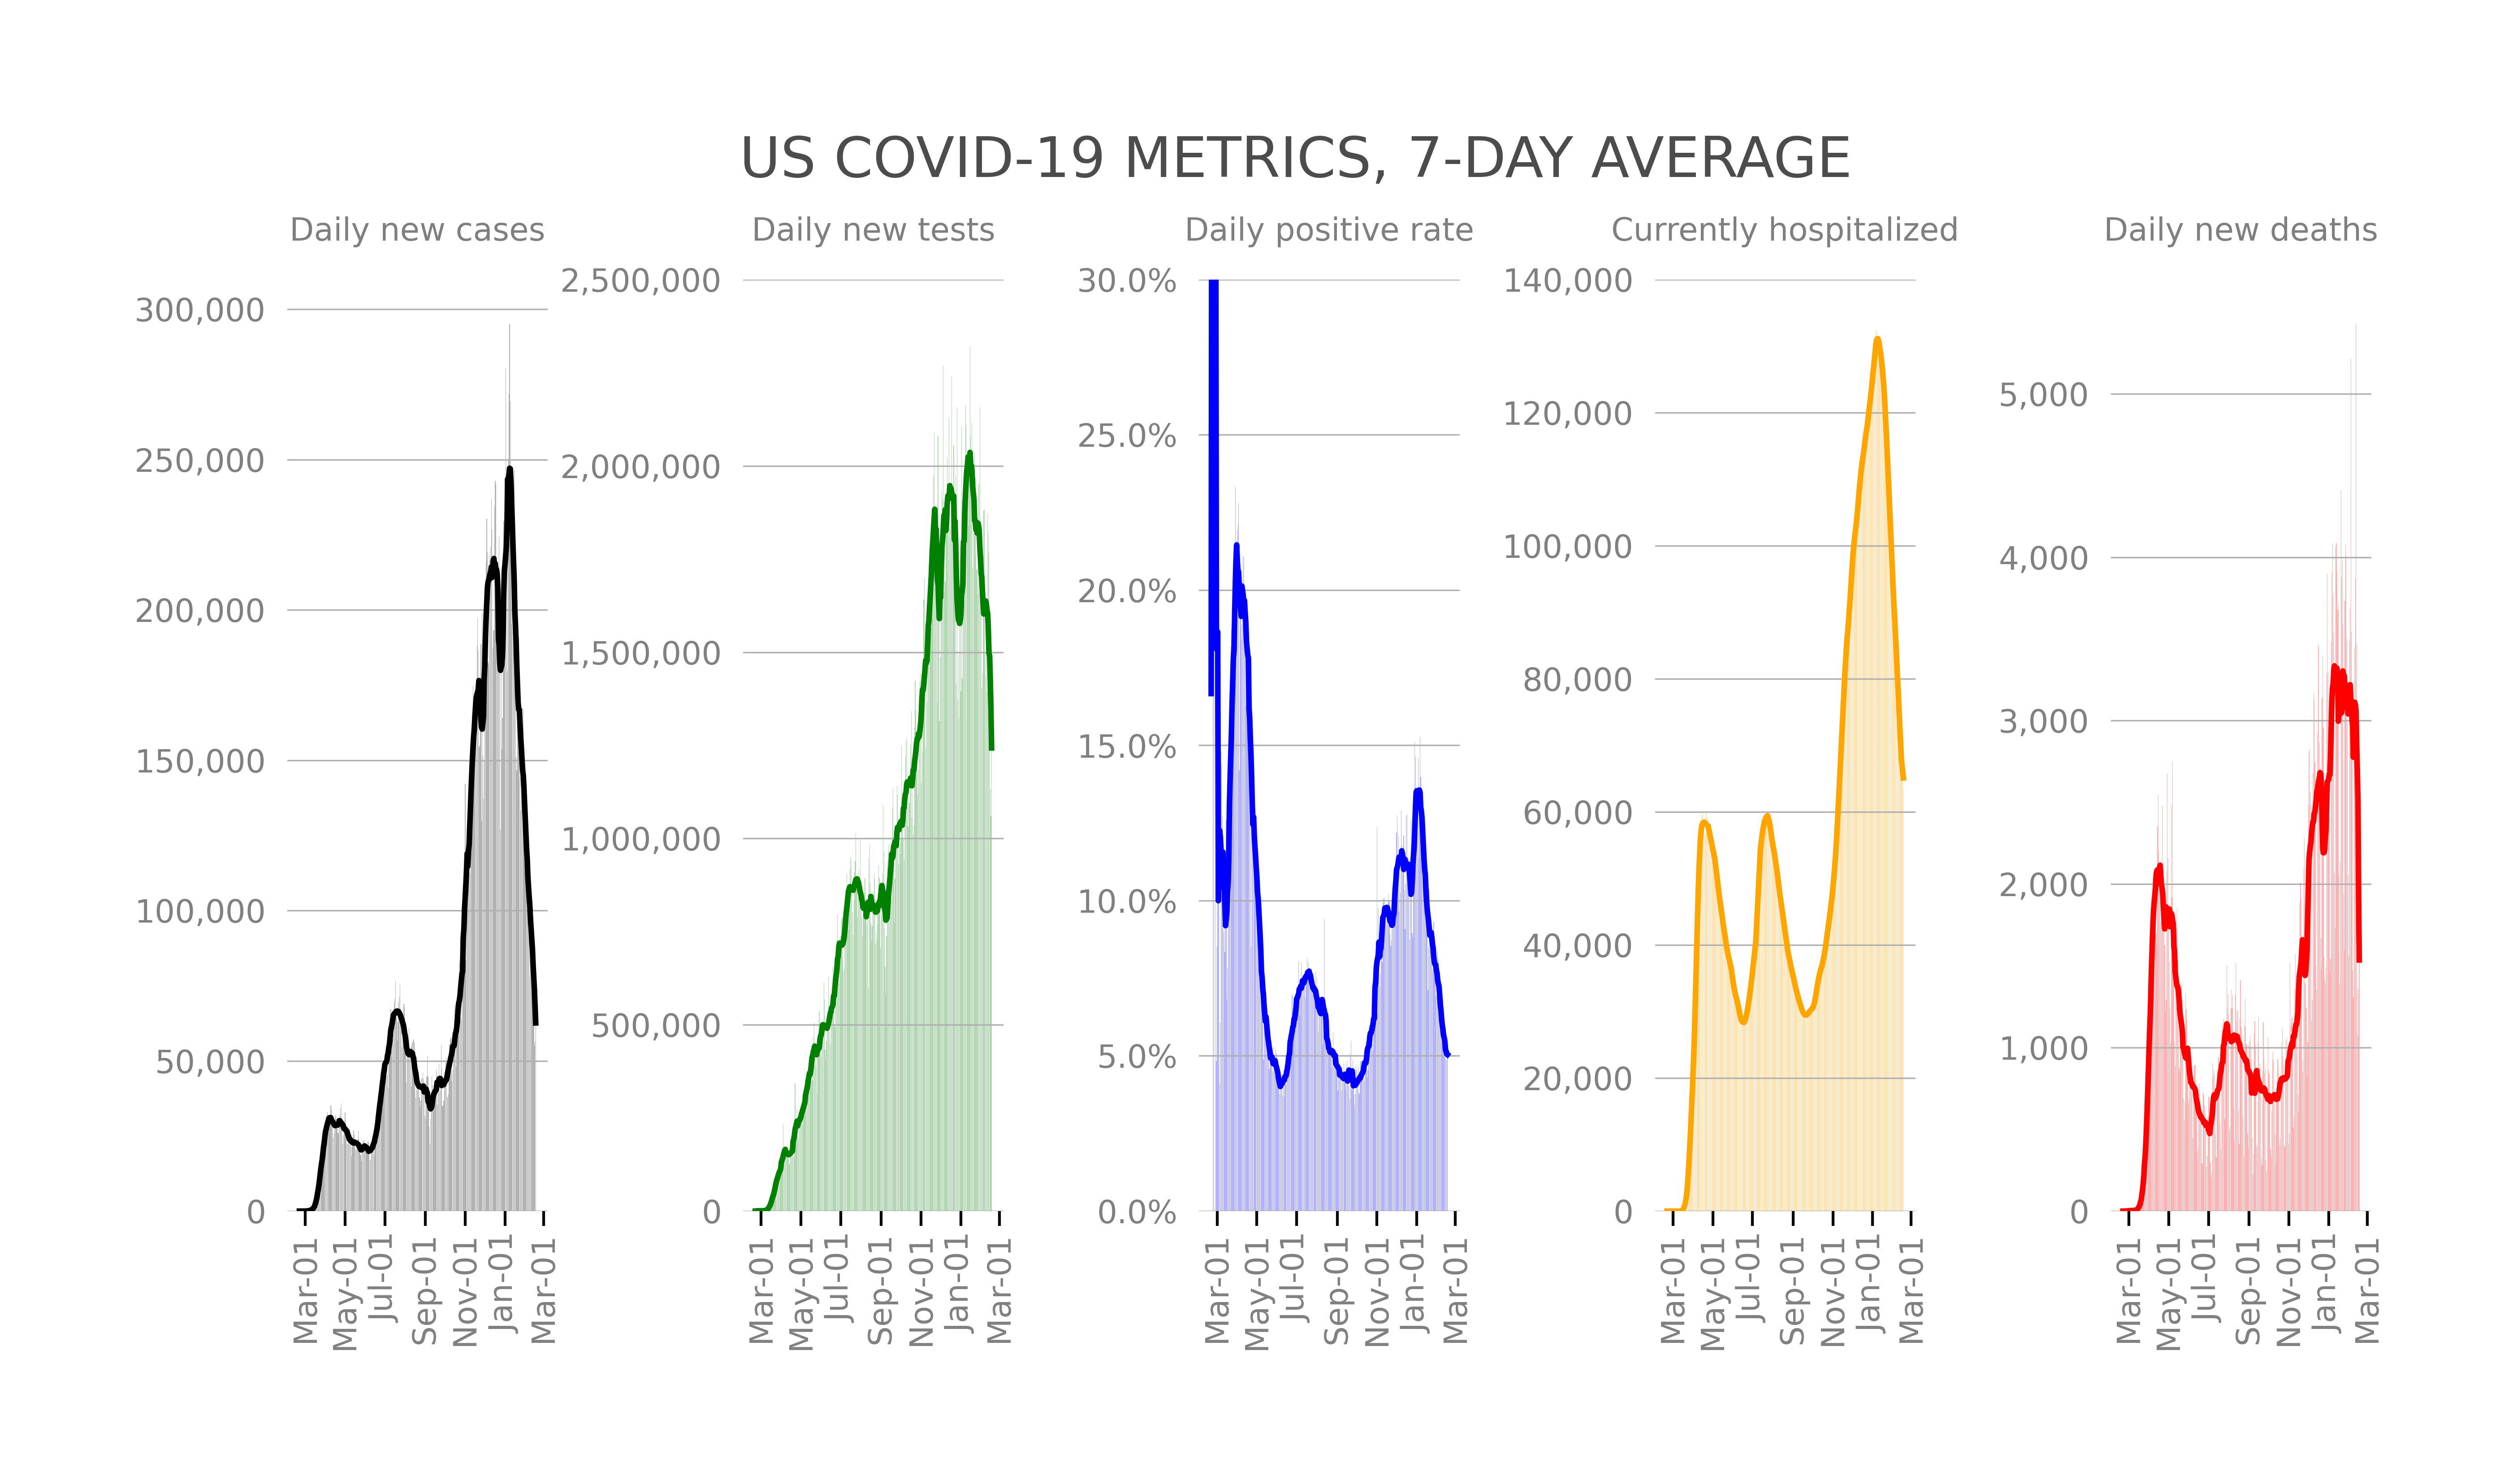 US COVID-19 METRICS, 7-DAY AVERAGE
Daily new cases
300,000
250,000
200,000
150,000
100,000
50,000
0
Mar-01
May-01
Jul-01
Sep-01
Nov-01
Jan-01
Mar-01
Daily new tests
2,500,000
2,000,000
1,500,000
1,000,000
500,000
0
Mar-01
May-01
Jul-01
Sep-01
Nov-01
Jan-01
Mar-01
Daily positive rate
30.0%
25.0%
20.0%
15.0%
10.0%
5.0%
0.0%
Mar-01
May-01
Jul-01
Sep-01
Nov-01
Jan-01
Mar-01
Currently hospitalized
140,000
120,000
100,000
80,000
60,000
40,000
20,000
0
Mar-01
May-01
Jul-01
Sep-01
Nov-01
Jan-01
Mar-01
Daily new deaths
5,000
4,000
3,000
2,000
1,000
0
Mar-01
May-01
Jul-01
Sep-01
Nov-01
Jan-01
Mar-01